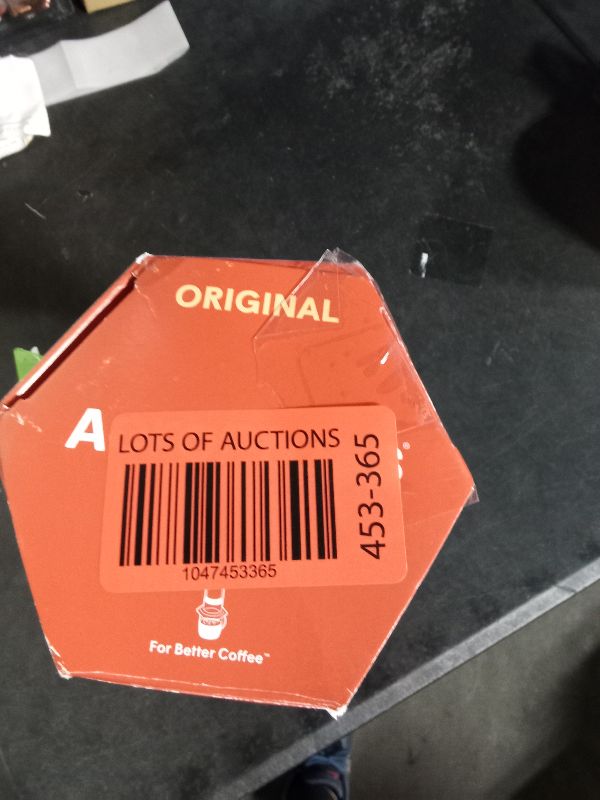 ORIGINAL
A
LOTS OF AUCTIONS
453-365
1047453365
For Better Coffee™